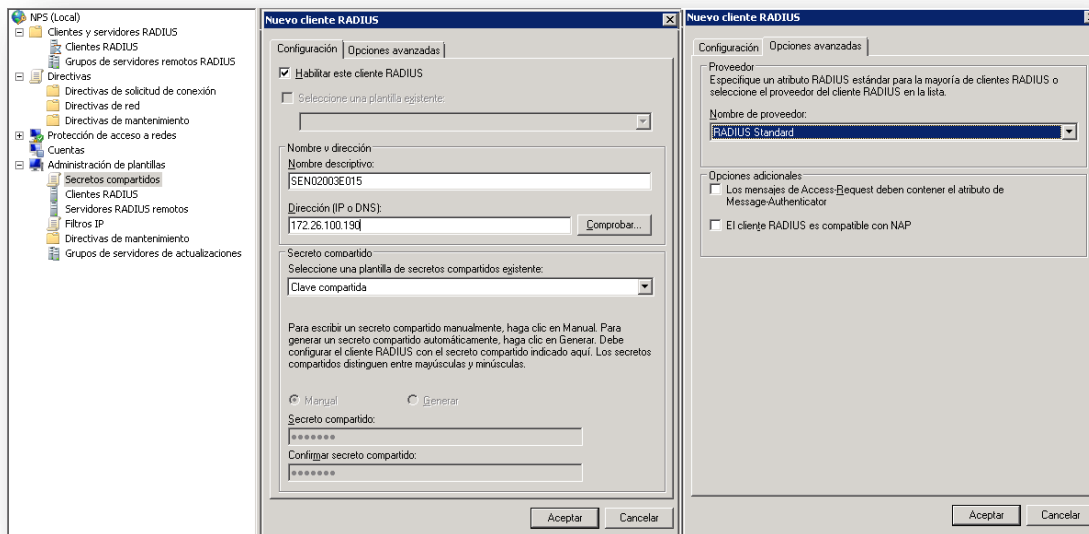 NPS (Local)
Clientes y servidores RADIUS
Clientes RADIUS
Grupos de servidores remotos RADIUS
Directivas
Directivas de solicitud de conexión
Directivas de red
Directivas de mantenimiento
Protección de acceso a redes
Cuentas
Administración de plantillas
Secretos compartidos
Clientes RADIUS
Servidores RADIUS remotos
Filtros IP
Directivas de mantenimiento
Grupos de servidores de actualizaciones
Nuevo cliente RADIUS
Configuración Opciones avanzadas
Habilitar este cliente RADIUS
Seleccione una plantilla existente:
Nombre y dirección
Nombre descriptivo:
SEN02003E015
Dirección (IP o DNS):
172.26.100.190
Comprobar...
Secreto compartido
Seleccione una plantilla de secretos compartidos existente:
Clave compartida
Para escribir un secreto compartido manualmente, haga clic en Manual. Para
generar un secreto compartido automáticamente, haga clic en Generar. Debe
configurar el cliente RADIUS con el secreto compartido indicado aquí. Los secretos
compartidos distinguen entre mayúsculas y minúsculas.
Manual Generar
Secreto compartido:
•••••••
Confirmar secreto compartido:
•••••••
Aceptar Cancelar
Nuevo cliente RADIUS
Configuración Opciones avanzadas
Proveedor
Especifique un atributo RADIUS estándar para la mayoría de clientes RADIUS o
seleccione el proveedor del cliente RADIUS en la lista.
Nombre de proveedor:
RADIUS Standard
Opciones adicionales
Los mensajes de Access-Request deben contener el atributo de
Message-Authenticator
El cliente RADIUS es compatible con NAP
Aceptar Cancelar